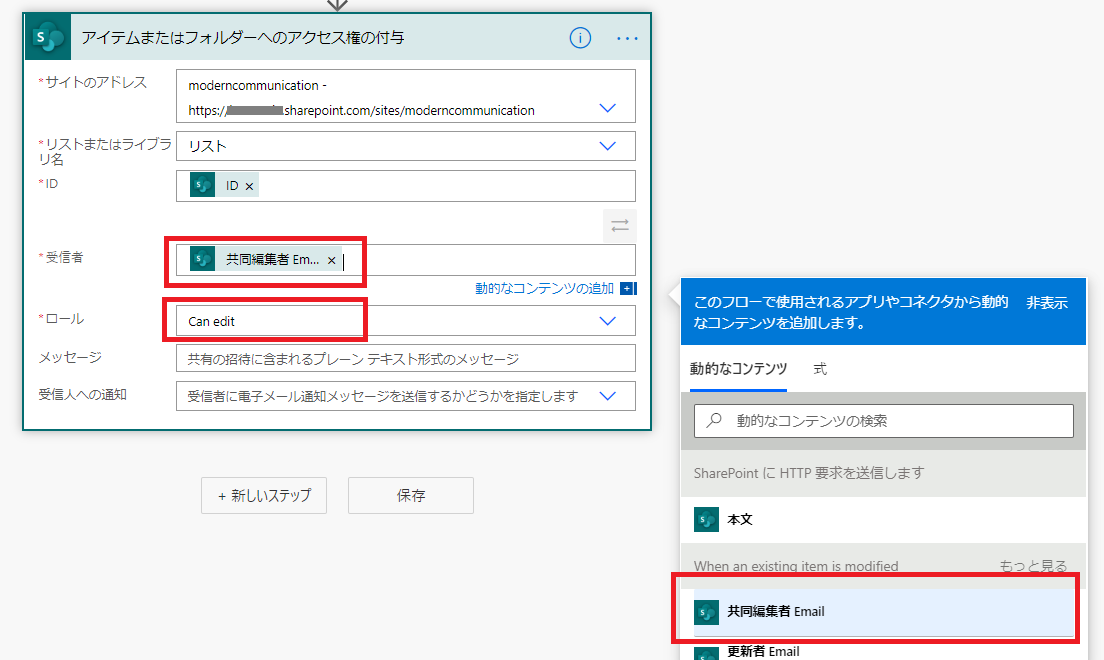 アイテムまたはフォルダーへのアクセス権の付与
*サイトのアドレス
moderncommunication -
https://.sharepoint.com/sites/moderncommunication
*リストまたはライブラ
リ名
リスト
*ID
ID ×
*受信者
共同編集者 Em... ×
動的なコンテンツの追加
*ロール
Can edit
メッセージ
共有の招待に含まれるプレーン テキスト形式のメッセージ
受信人への通知
受信者に電子メール通知メッセージを送信するかどうかを指定します
+ 新しいステップ
保存
このフローで使用されるアプリやコネクタから動的
なコンテンツを追加します。
非表示
動的なコンテンツ
式
動的なコンテンツの検索
SharePoint に HTTP 要求を送信します
本文
When an existing item is modified
もっと見る
共同編集者 Email
更新者 Email